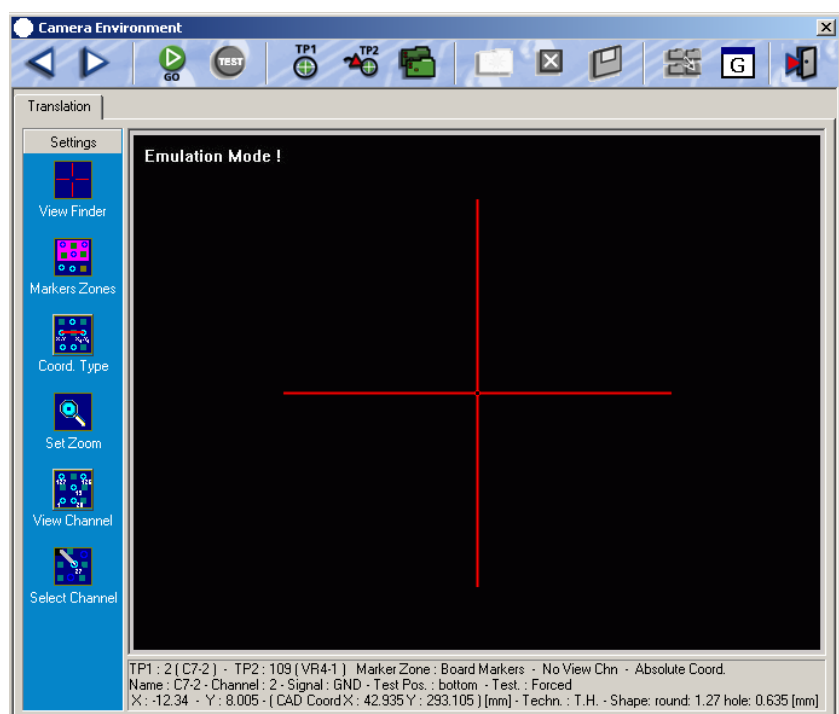 Camera Environment
GO
TEST
TP1
TP2
G
Translation
Settings
Emulation Mode !
View Finder
Markers Zones
Coord. Type
Set Zoom
View Channel
27
Select Channel
TP1 : 2 ( C7-2 ) - TP2 : 109 ( VR4-1 ) Marker Zone : Board Markers - No View Chn - Absolute Coord.
Name : C7-2 - Channel : 2 - Signal : GND - Test Pos. : bottom - Test. : Forced
X : -12.34 - Y : 8.005 - ( CAD Coord X : 42.935 Y : 293.105 ) [mm] - Techn. : T.H. - Shape: round: 1.27 hole: 0.635 [mm]